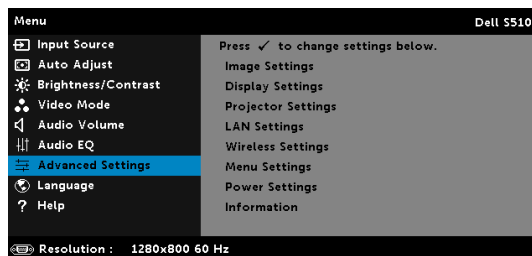 Menu Dell S510
Input Source
Auto Adjust
Brightness/Contrast
Video Mode
Audio Volume
Audio EQ
Advanced Settings
Language
? Help
Press ✓ to change settings below.
Image Settings
Display Settings
Projector Settings
LAN Settings
Wireless Settings
Menu Settings
Power Settings
Information
Resolution : 1280x800 60 Hz